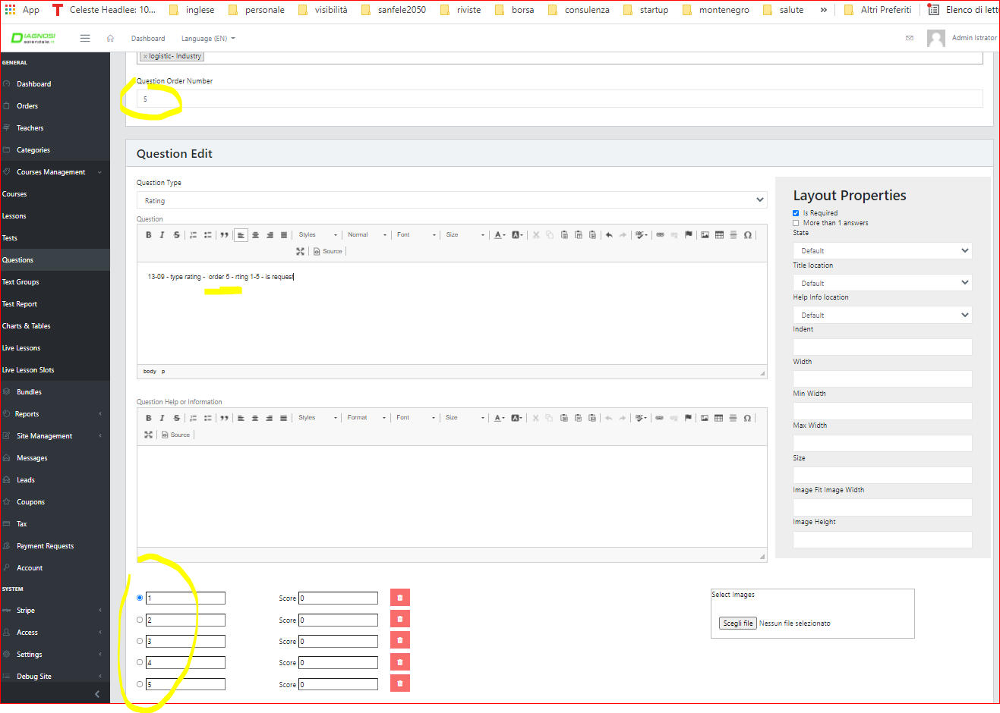 App
Celeste Headlee: 10...
inglese
personale
visibilità
sanfele2050
riviste
borsa
consulenza
startup
montenegro
salute
»
Altri Preferiti
Elenco di lett
DIAGNOSI
aziendale.it
Dashboard
Language (EN)
Admin Istrator
GENERAL
Dashboard
Orders
Teachers
Categories
Courses Management
Courses
Lessons
Tests
Questions
Text Groups
Test Report
Charts & Tables
Live Lessons
Live Lesson Slots
Bundles
Reports
Site Management
Messages
Leads
Coupons
Tax
Payment Requests
Account
SYSTEM
Stripe
Access
Settings
Debug Site
× logistic- Industry
Question Order Number
5
Question Edit
Question Type
Rating
Question
B I S Styles Normal Font Size A A ABC Ω
Source
13-09 - type rating - order 5 - rting 1-5 - is request
body p
Question Help or Information
B I S Styles Format Font Size A A ABC Ω
Source
1 Score 0
2 Score 0
3 Score 0
4 Score 0
5 Score 0
Layout Properties
Is Required
More than 1 answers
State
Default
Title location
Default
Help Info location
Default
Indent
Width
Min Width
Max Width
Size
Image Fit Image Width
Image Height
Select Images
Scegli file Nessun file selezionato